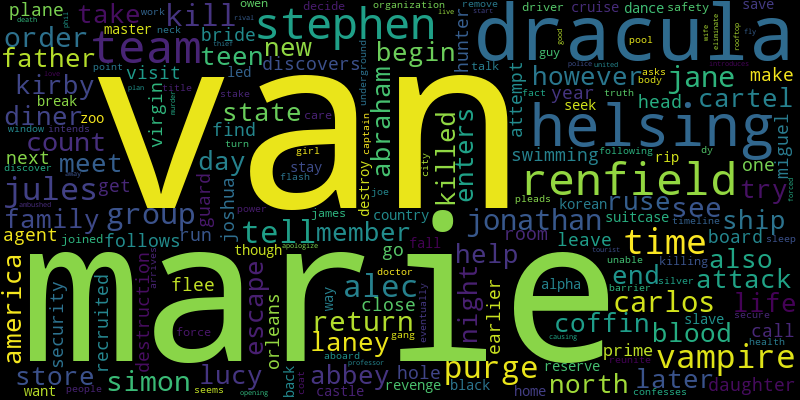 plane take kill stephen dracula
order team bride begin hunter driver cruise dance safety save
father master teen new however guy pool
kirby visit led discovers jane make
diner break zoo virgin state abraham head cartel
count van find enters attempt helsing
next meet day guard killed seek year miguel
jules get group stay girl destroy captain city swimming rip one
family joshua tell member renfield try
agent joined follows run jonathan ruse see ship
america though james country room leave suitcase korean timeline board sleep
security recruited flee escape orleans alec go help night earlier end also attack
marie way close fall alpha carlos life
destruction force return laney coffin blood slave call
store simon lucy abbey hole purge prime vampire
want people seems castle back revenge black home reserve north later daughter
owen decide organization work rival neck
underground talk remove fact truth body asks wife eliminate rooftop
time unable killing silver barrier secure health
doctor gang eventually aboard professor coat opening
pleads confesses causing tourist forced
power apologize arrives ambushed intends discover window point title turn stake care flash joe
death phil thief plan murder live start good fly police united following dy